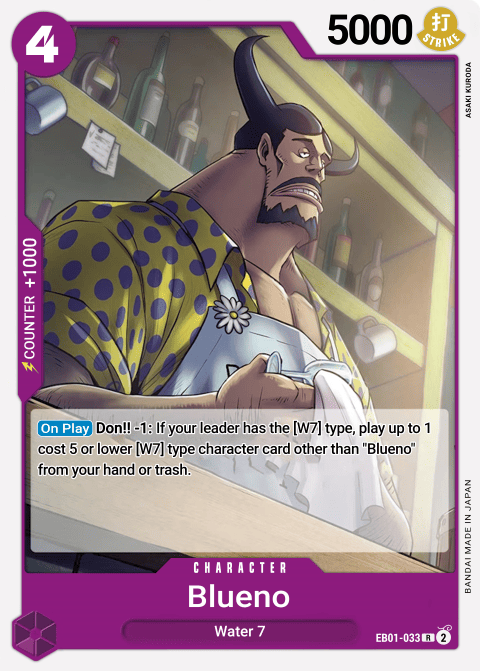 4
5000
打
STRIKE
ASAKI KURODA
COUNTER +1000
On Play Don!! -1: If your leader has the [W7] type, play up to 1
cost 5 or lower [W7] type character card other than "Blueno"
from your hand or trash.
BANDAI MADE IN JAPAN
CHARACTER
Blueno
Water 7
EB01-033 R 2